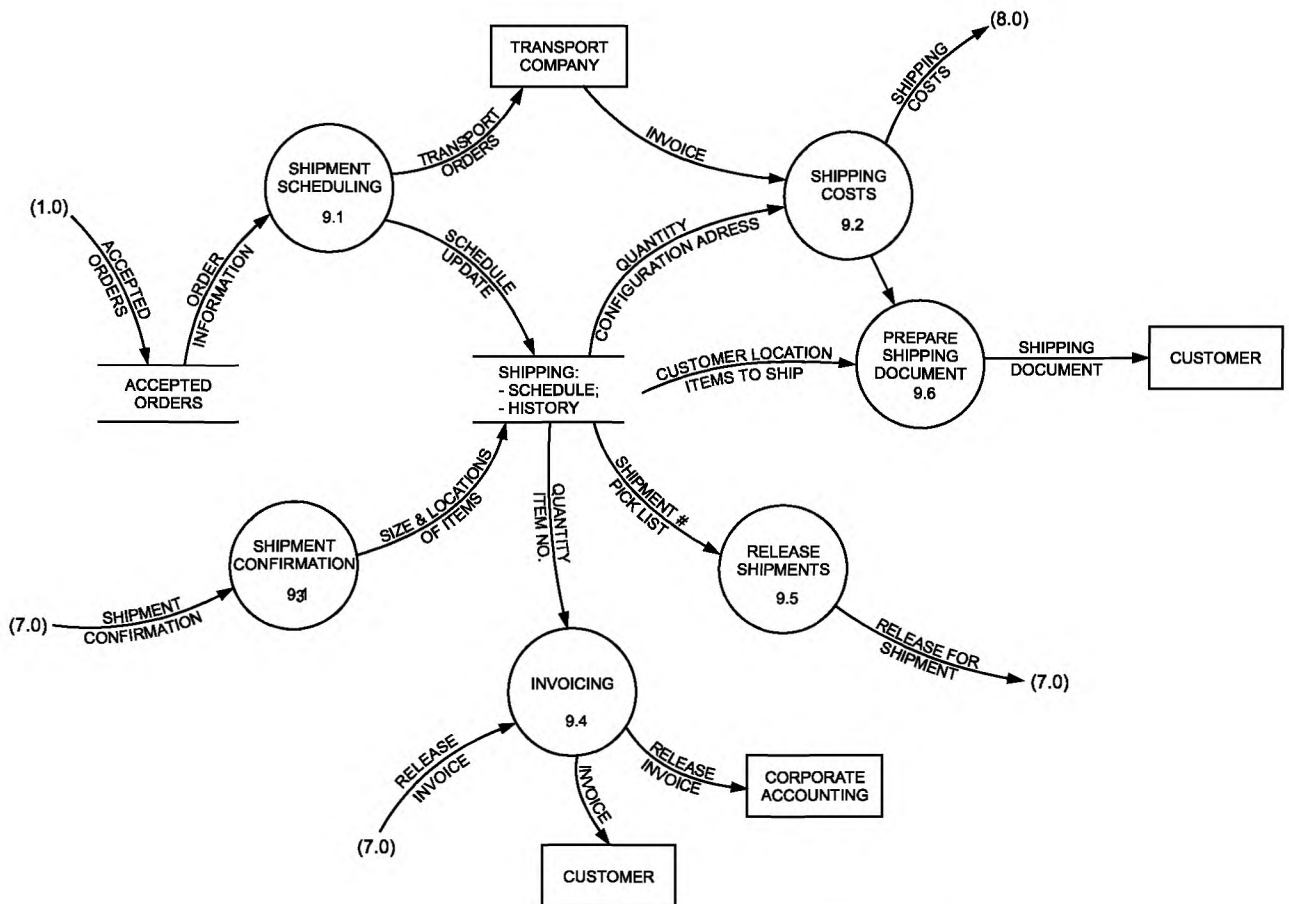 (8.0)
TRANSPORT
COMPANY
SHIPPING
COSTS
TRANSPORT
ORDERS
INVOICE
SHIPMENT
SCHEDULING
9.1
SHIPPING
COSTS
9.2
(1.0)
ACCEPTED
ORDERS
ORDER
INFORMATION
SCHEDULE
UPDATE
QUANTITY
CONFIGURATION ADRESS
ACCEPTED
ORDERS
SHIPPING:
- SCHEDULE;
- HISTORY
CUSTOMER LOCATION
ITEMS TO SHIP
PREPARE
SHIPPING
DOCUMENT
9.6
SHIPPING
DOCUMENT
CUSTOMER
SIZE & LOCATIONS
OF ITEMS
QUANTITY
ITEM NO.
SHIPMENT #
PICK LIST
SHIPMENT
CONFIRMATION
931
RELEASE
SHIPMENTS
9.5
(7.0)
SHIPMENT
CONFIRMATION
RELEASE FOR
SHIPMENT
(7.0)
INVOICING
9.4
RELEASE
INVOICE
(7.0)
INVOICE
RELEASE
INVOICE
CORPORATE
ACCOUNTING
CUSTOMER